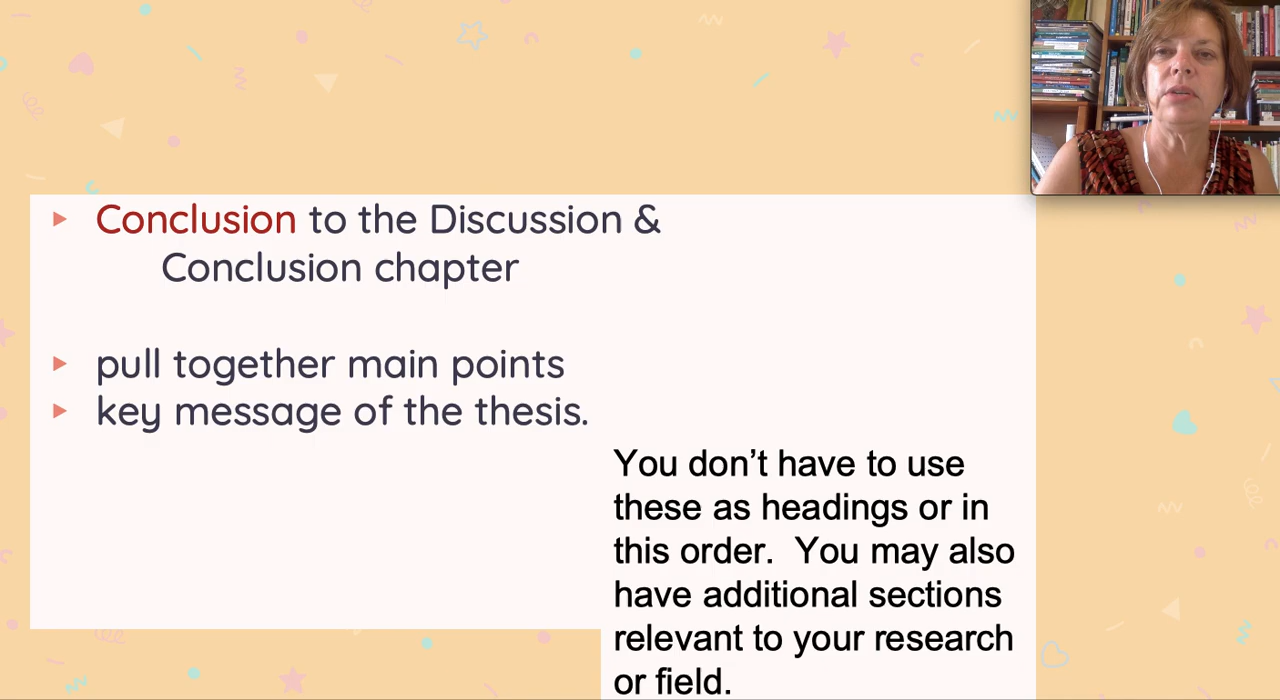 Conclusion to the Discussion &
Conclusion chapter
pull together main points
key message of the thesis.
You don’t have to use
these as headings or in
this order.  You may also
have additional sections
relevant to your research
or field.